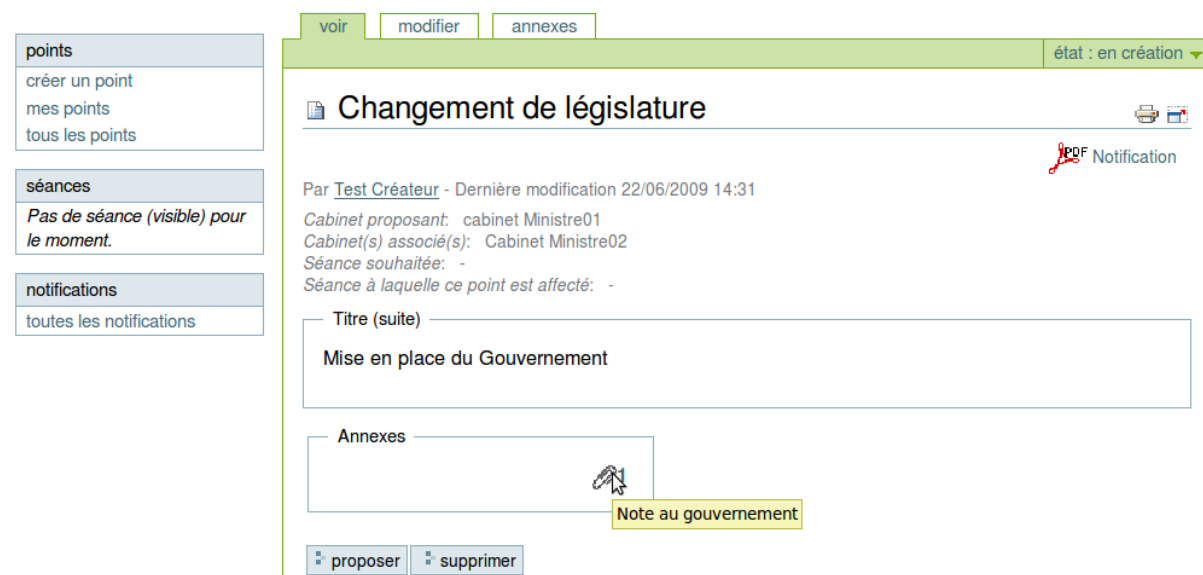 voir modifier annexes
état : en création
points
créer un point
mes points
tous les points
séances
Pas de séance (visible) pour
le moment.
notifications
toutes les notifications
Changement de législature
PDF Notification
Par Test Créateur - Dernière modification 22/06/2009 14:31
Cabinet proposant: cabinet Ministre01
Cabinet(s) associé(s): Cabinet Ministre02
Séance souhaitée: -
Séance à laquelle ce point est affecté: -
Titre (suite)
Mise en place du Gouvernement
Annexes
1
Note au gouvernement
proposer supprimer